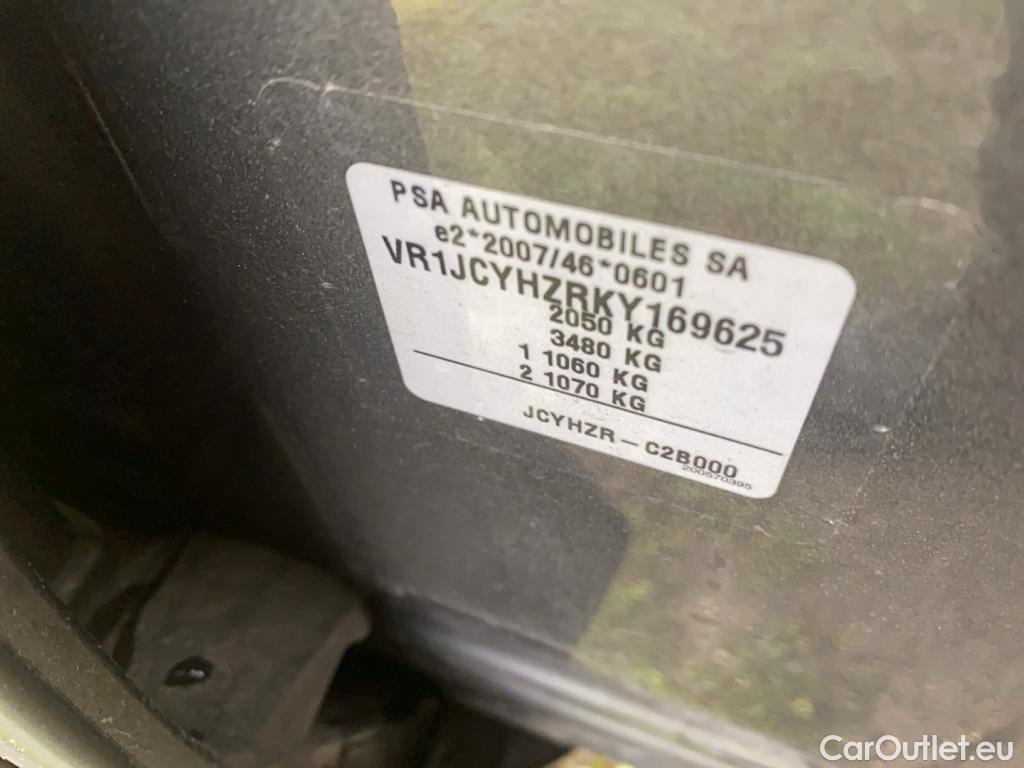 PSA AUTOMOBILES SA
e2*2007/46*0601
VR1JCYHZRKY169625
2050 KG
3480 KG
1 1060 KG
2 1070 KG
JCYHZR – C2B000
200570395
CarOutlet.eu